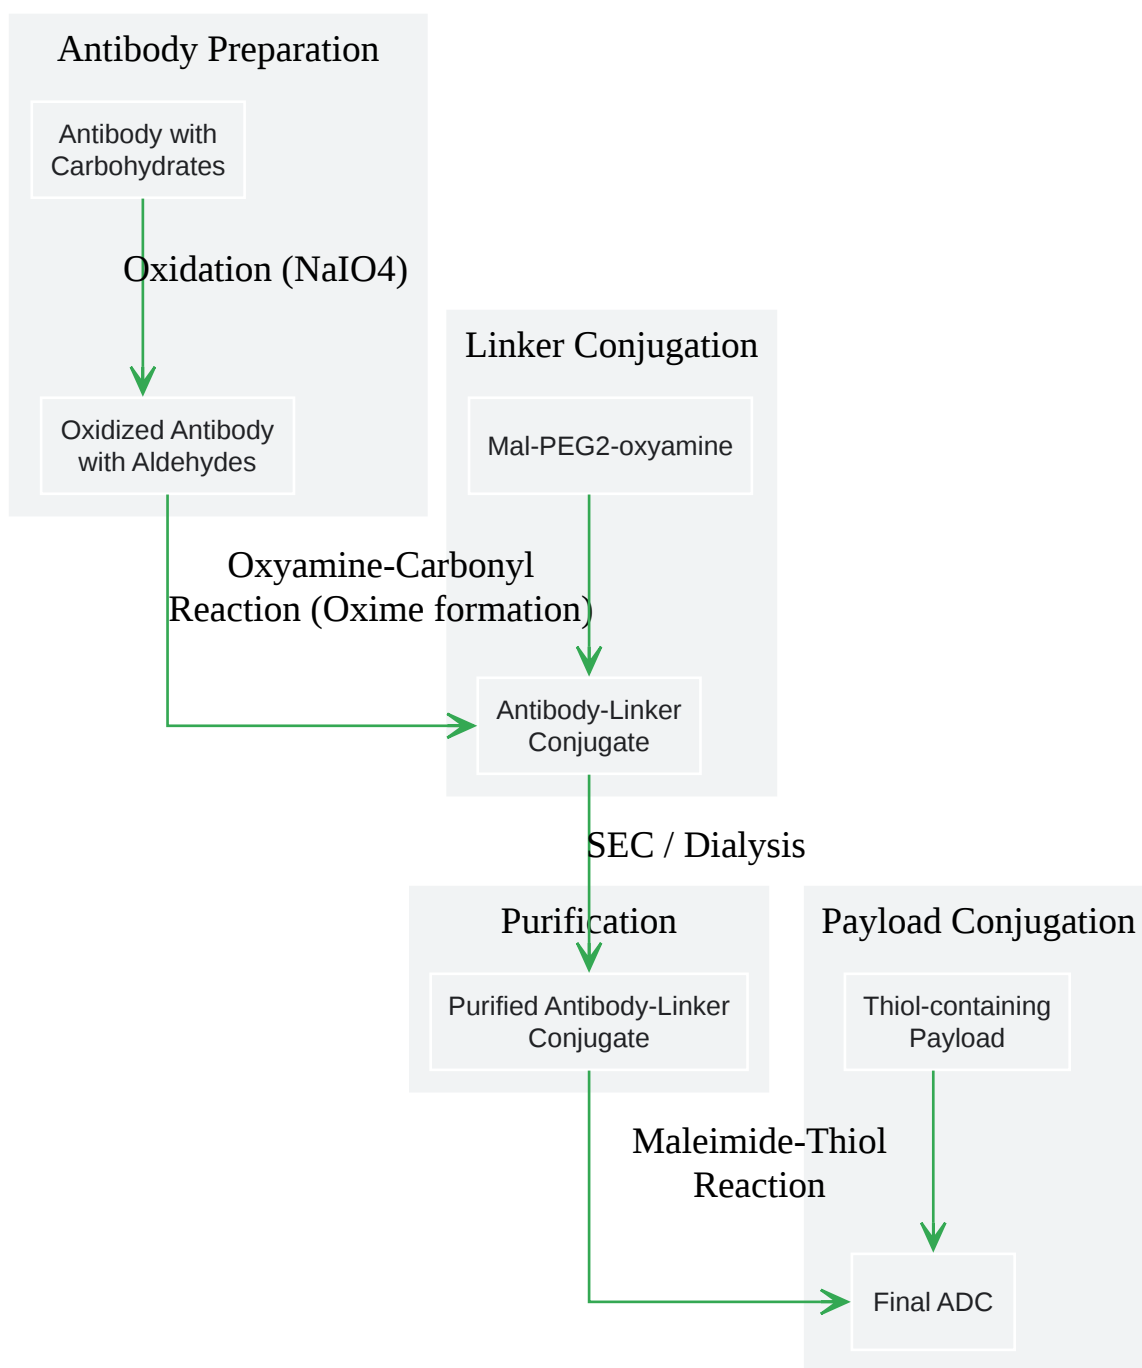 Antibody Preparation
Antibody with
Carbohydrates
Oxidation (NaIO4)
Oxidized Antibody
with Aldehydes
Linker Conjugation
Mal-PEG2-oxyamine
Oxyamine-Carbonyl
Reaction (Oxime formation)
Antibody-Linker
Conjugate
SEC / Dialysis
Purification
Purified Antibody-Linker
Conjugate
Payload Conjugation
Thiol-containing
Payload
Maleimide-Thiol
Reaction
Final ADC